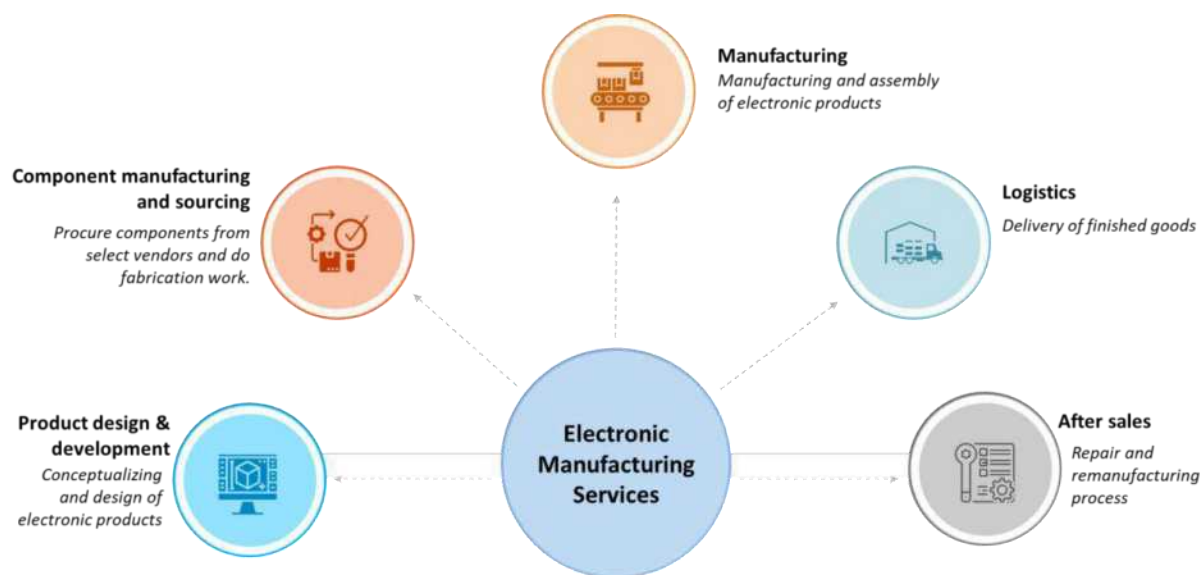 Manufacturing
Manufacturing and assembly
of electronic products
Component manufacturing
and sourcing
Procure components from
select vendors and do
fabrication work.
Logistics
Delivery of finished goods
Product design &
development
Conceptualizing
and design of
electronic products
Electronic
Manufacturing
Services
After sales
Repair and
remanufacturing
process